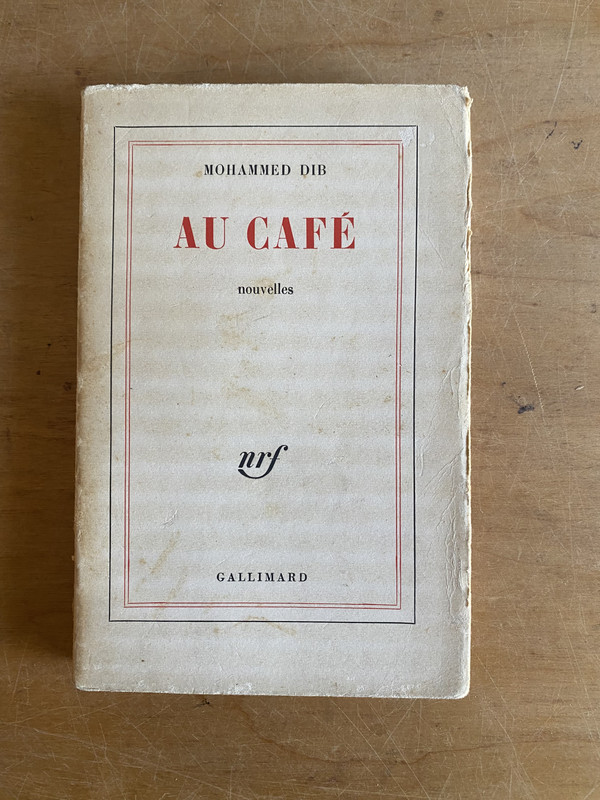 MOHAMMED DIB
AU CAFÉ
nouvelles
nrf
GALLIMARD